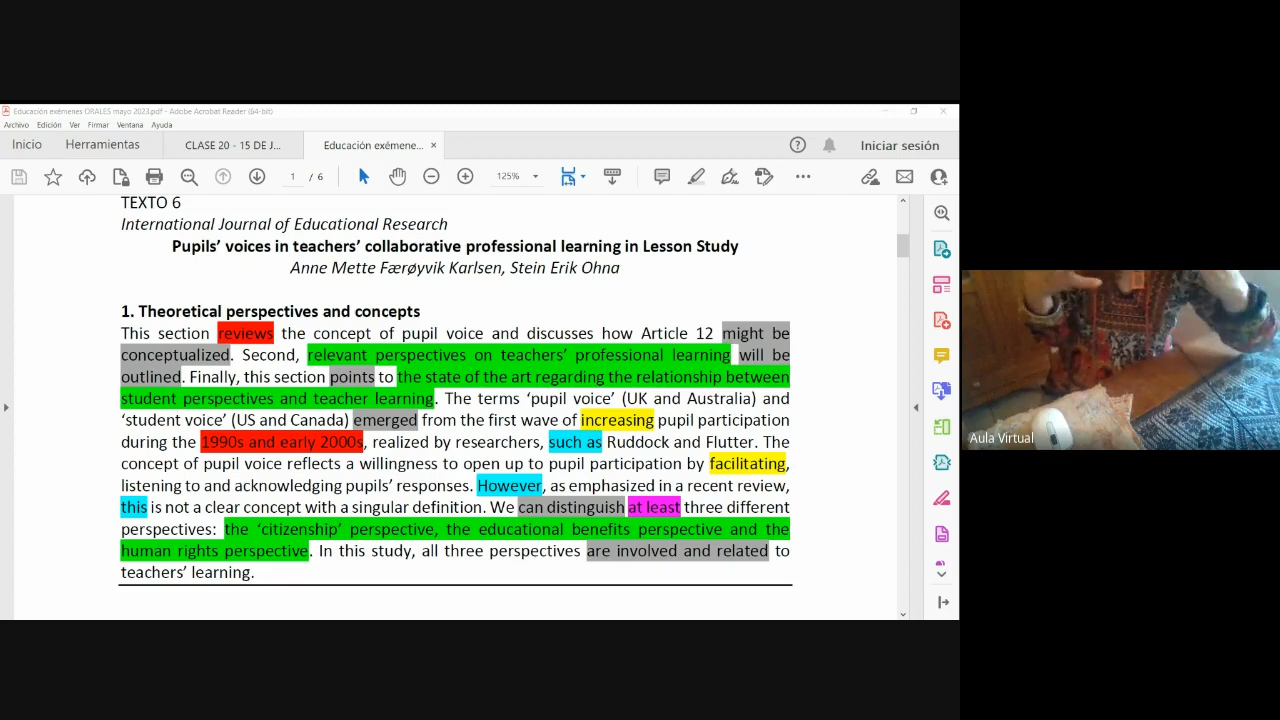 Educación exémenes ORALES mayo 2023.pdf - Adobe Acrobat Reader (64-bit)
Archivo Edición Ver Firmar Ventana Ayuda
Inicio Herramientas CLASE 20 - 15 DE J... Educación exémene... × Iniciar sesión
1 / 6 125%
TEXTO 6
International Journal of Educational Research
Pupils’ voices in teachers’ collaborative professional learning in Lesson Study
Anne Mette Færøyvik Karlsen, Stein Erik Ohna
1. Theoretical perspectives and concepts
This section reviews the concept of pupil voice and discusses how Article 12 might be
conceptualized. Second, relevant perspectives on teachers’ professional learning will be
outlined. Finally, this section points to the state of the art regarding the relationship between
student perspectives and teacher learning. The terms ‘pupil voice’ (UK and Australia) and
‘student voice’ (US and Canada) emerged from the first wave of increasing pupil participation
during the 1990s and early 2000s, realized by researchers, such as Ruddock and Flutter. The
concept of pupil voice reflects a willingness to open up to pupil participation by facilitating,
listening to and acknowledging pupils’ responses. However, as emphasized in a recent review,
this is not a clear concept with a singular definition. We can distinguish at least three different
perspectives: the ‘citizenship’ perspective, the educational benefits perspective and the
human rights perspective. In this study, all three perspectives are involved and related to
teachers’ learning.
Aula Virtual